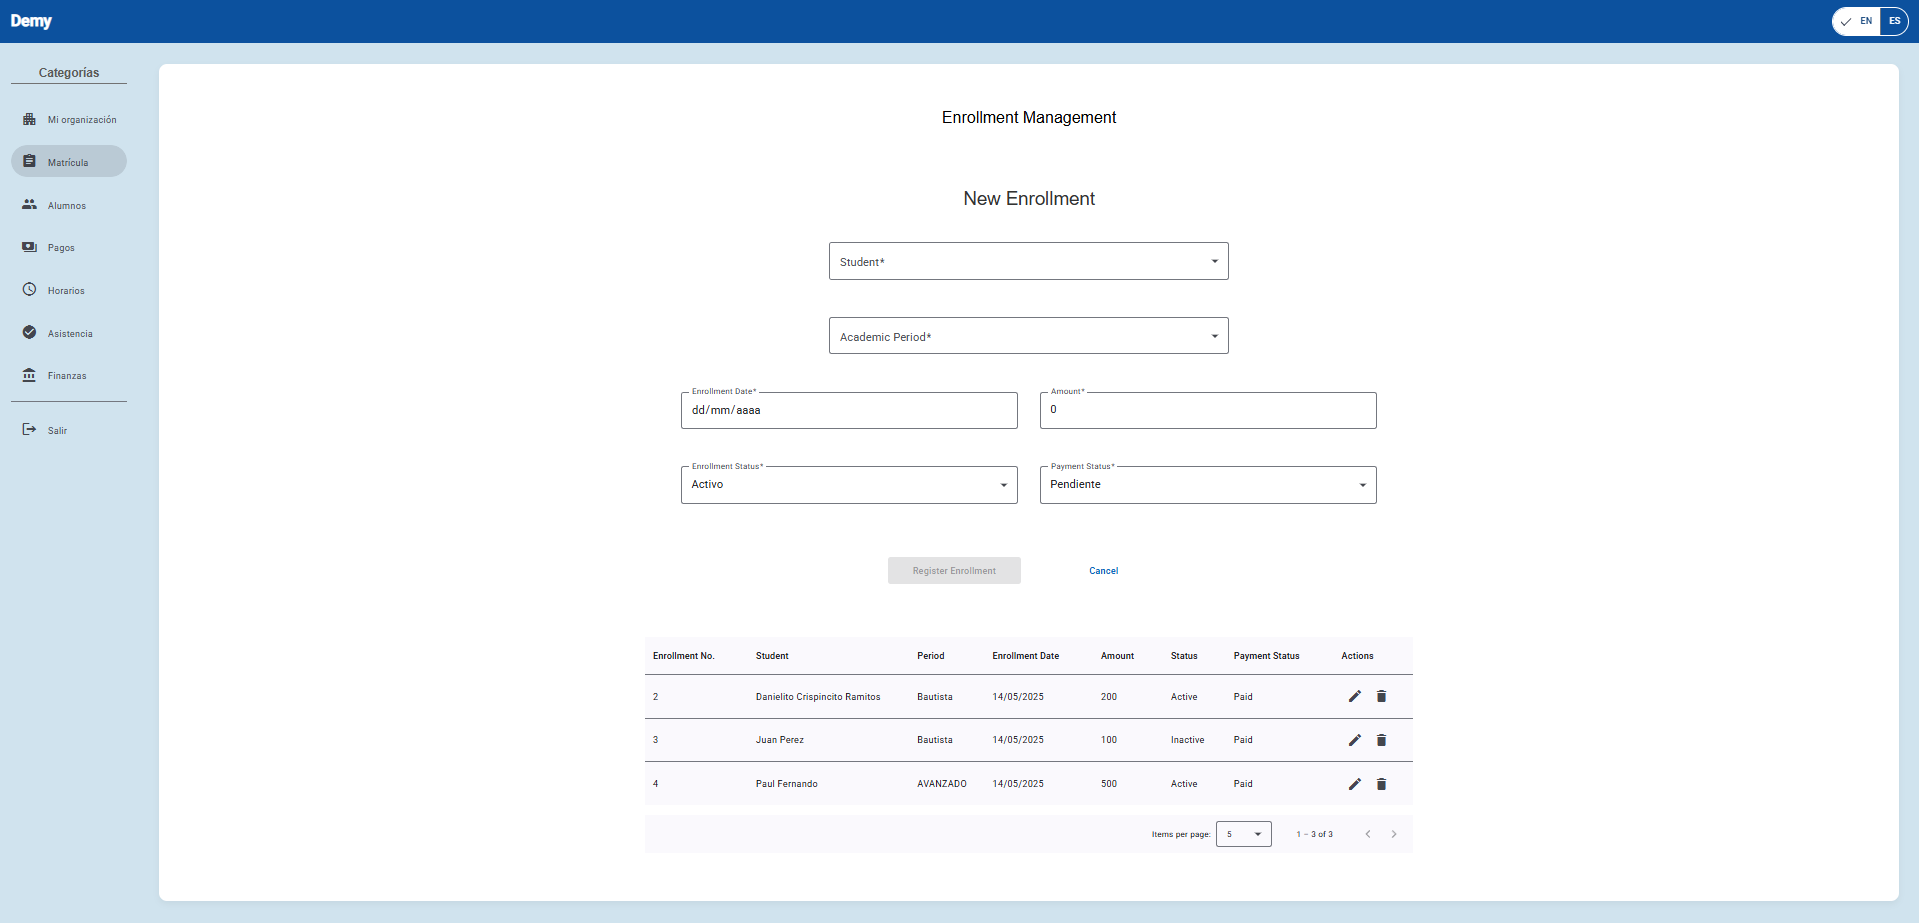 Demy
EN ES
Categorías
Mi organización
Matrícula
Alumnos
Pagos
Horarios
Asistencia
Finanzas
Salir
Enrollment Management
New Enrollment
Student*
Academic Period*
Enrollment Date* Amount*
dd/mm/aaaa 0
Enrollment Status* Payment Status*
Activo Pendiente
Register Enrollment Cancel
Enrollment No. Student Period Enrollment Date Amount Status Payment Status Actions
2 Danielito Crispincito Ramitos Bautista 14/05/2025 200 Active Paid
3 Juan Perez Bautista 14/05/2025 100 Inactive Paid
4 Paul Fernando AVANZADO 14/05/2025 500 Active Paid
Items per page: 5 1 – 3 of 3